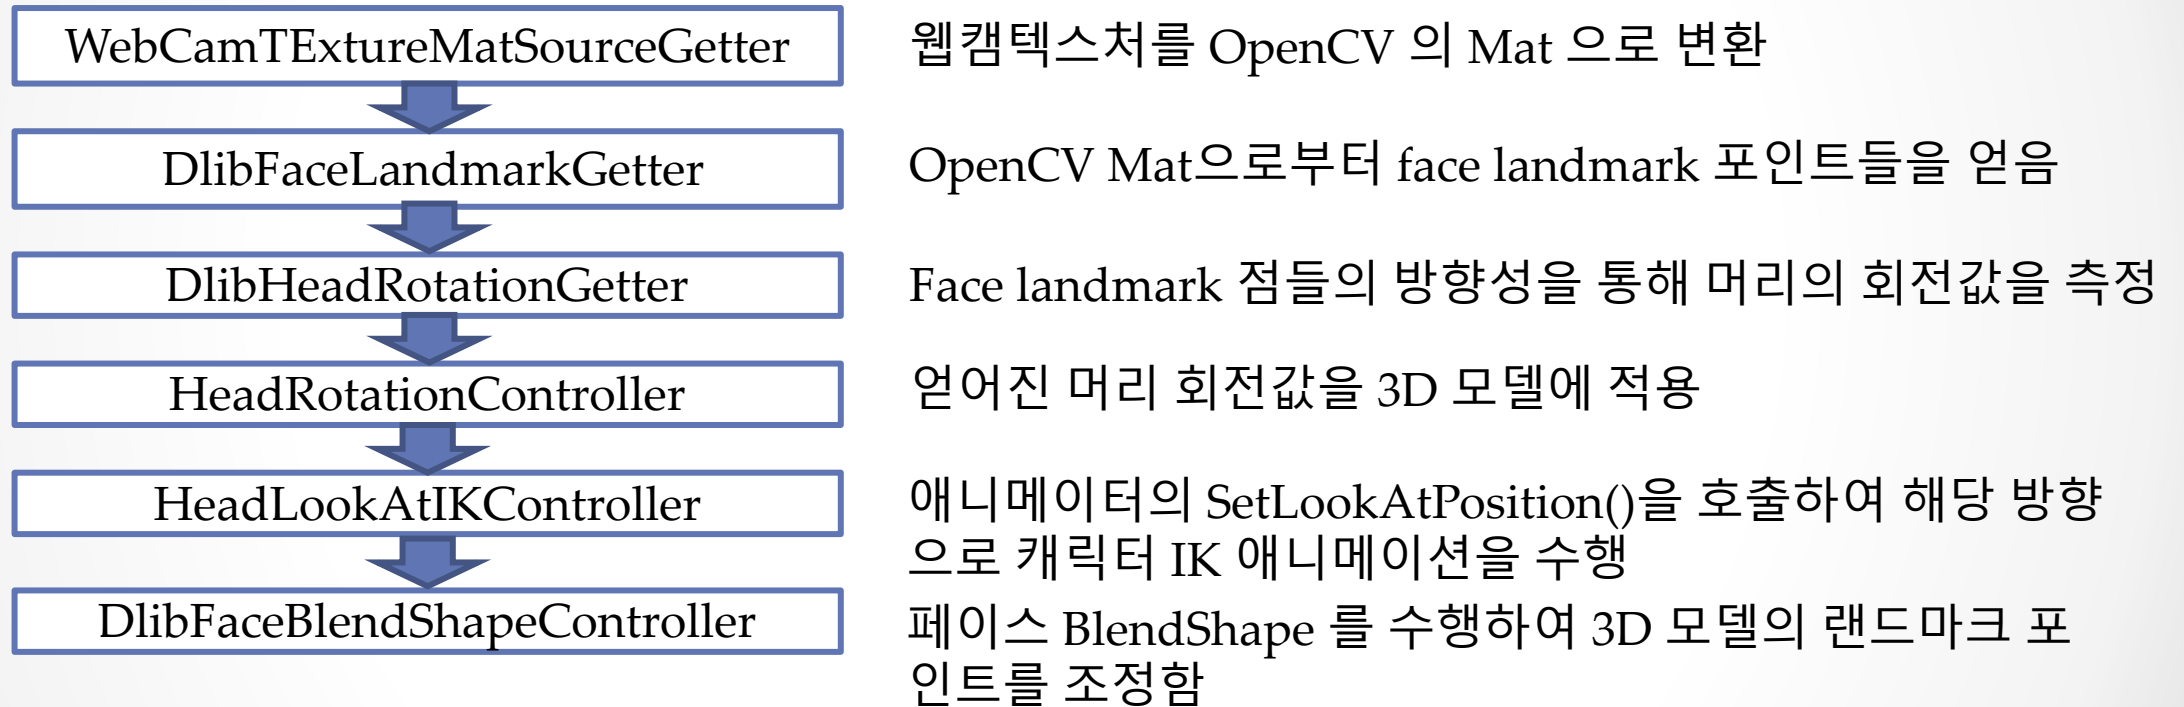 WebCamTExtureMatSourceGetter
웹캠텍스처를 OpenCV 의 Mat 으로 변환
DlibFaceLandmarkGetter
OpenCV Mat으로부터 face landmark 포인트들을 얻음
DlibHeadRotationGetter
Face landmark 점들의 방향성을 통해 머리의 회전값을 측정
HeadRotationController
얻어진 머리 회전값을 3D 모델에 적용
HeadLookAtIKController
애니메이터의 SetLookAtPosition()을 호출하여 해당 방향
으로 캐릭터 IK 애니메이션을 수행
DlibFaceBlendShapeController
페이스 BlendShape 를 수행하여 3D 모델의 랜드마크 포
인트를 조정함